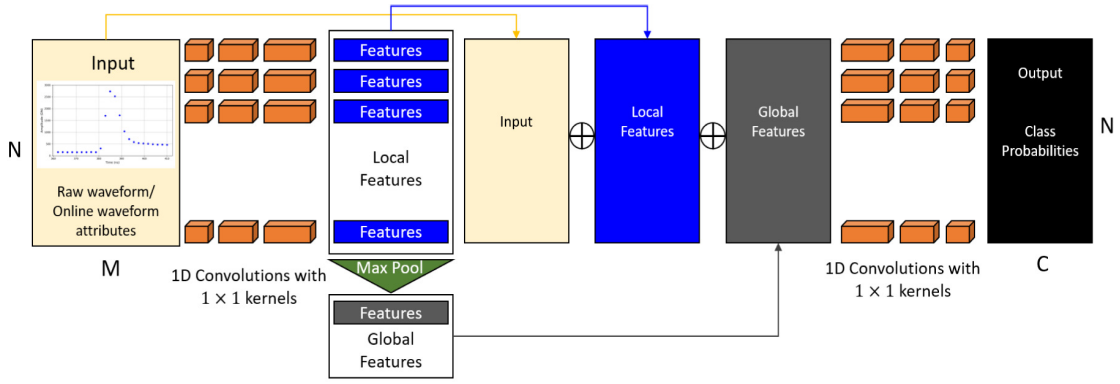 Input
Raw waveform/
Online waveform
attributes
N
M
1D Convolutions with
1 × 1 kernels
Features
Features
Features
Local
Features
Features
Max Pool
Features
Global
Features
Input
Local
Features
Global
Features
1D Convolutions with
1 × 1 kernels
Output
Class
Probabilities
N
C